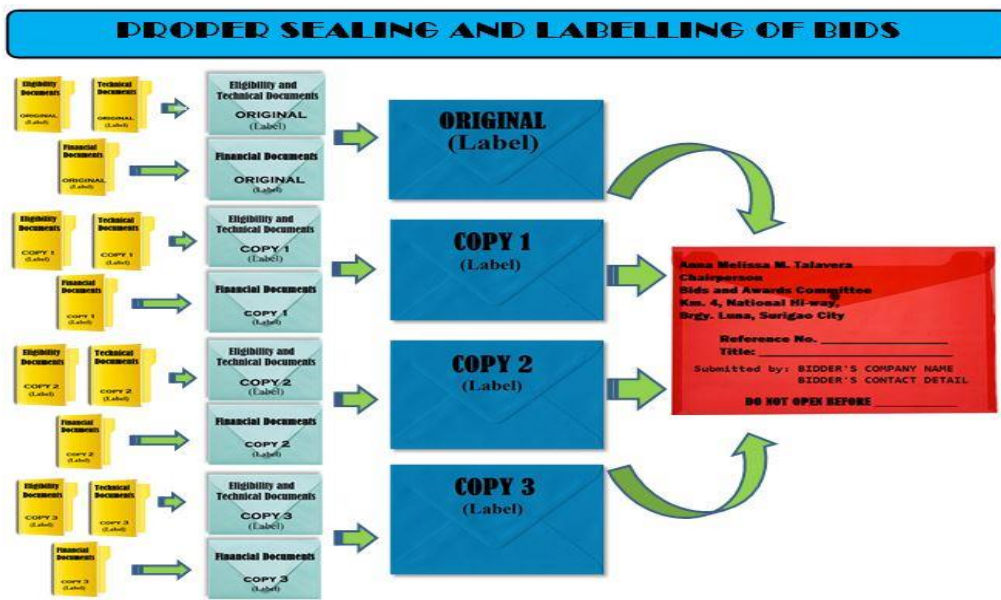 PROPER SEALING AND LABELLING OF BIDS
Eligibility
Documents
ORIGINAL
(Label)
Technical
Documents
ORIGINAL
(Label)
Financial
Documents
ORIGINAL
(Label)
Eligibility and
Technical Documents
ORIGINAL
(Label)
Financial Documents
ORIGINAL
(Label)
ORIGINAL
(Label)
Eligibility
Documents
COPY 1
(Label)
Technical
Documents
COPY 1
(Label)
Financial
Documents
COPY 1
(Label)
Eligibility and
Technical Documents
COPY 1
(Label)
Financial Documents
COPY 1
(Label)
COPY 1
(Label)
Eligibility
Documents
COPY 2
(Label)
Technical
Documents
COPY 2
(Label)
Financial
Documents
COPY 2
(Label)
Eligibility and
Technical Documents
COPY 2
(Label)
Financial Documents
COPY 2
(Label)
COPY 2
(Label)
Eligibility
Documents
COPY 3
(Label)
Technical
Documents
COPY 3
(Label)
Financial
Documents
COPY 3
(Label)
Eligibility and
Technical Documents
COPY 3
(Label)
Financial Documents
COPY 3
(Label)
COPY 3
(Label)
Anna Melissa M. Talavera
Chairperson
Bids and Awards Committee
Km. 4, National Hi-way,
Brgy. Luna, Surigao City
Reference No. ____________
Title: ____________
Submitted by: BIDDER'S COMPANY NAME
BIDDER'S CONTACT DETAIL
DO NOT OPEN BEFORE ____________